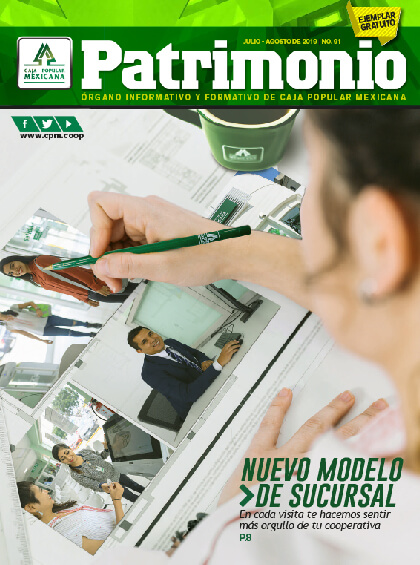 EJEMPLAR
GRATUITO
JULIO - AGOSTO DE 2019 NO. 91
CAJA POPULAR
MEXICANA
Patrimonio
ÓRGANO INFORMATIVO Y FORMATIVO DE CAJA POPULAR MEXICANA
www.cpm.coop
NUEVO MODELO
DE SUCURSAL
En cada visita te hacemos sentir
más orgullo de tu cooperativa
P.8